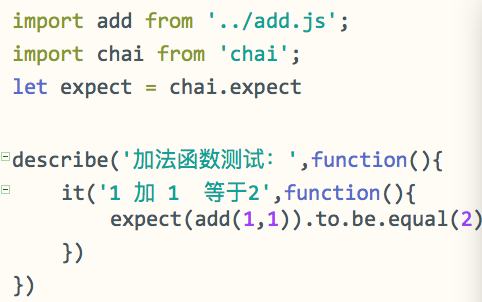 import add from '../add.js';
import chai from 'chai';
let expect = chai.expect
describe('加法函数测试：',function(){
it('1 加 1  等于2',function(){
expect(add(1,1)).to.be.equal(2)
})
})